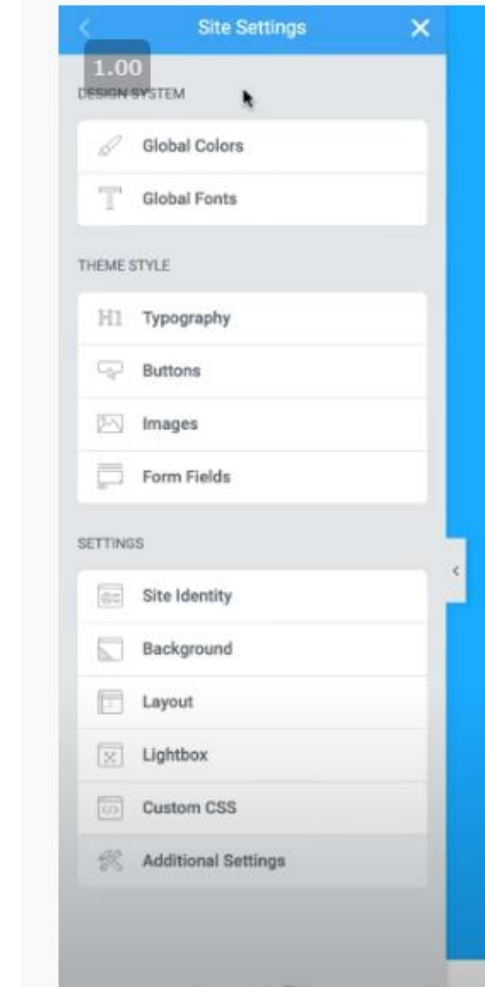 Site Settings
1.00
DESIGN SYSTEM
Global Colors
Global Fonts
THEME STYLE
H1 Typography
Buttons
Images
Form Fields
SETTINGS
Site Identity
Background
Layout
Lightbox
Custom CSS
Additional Settings